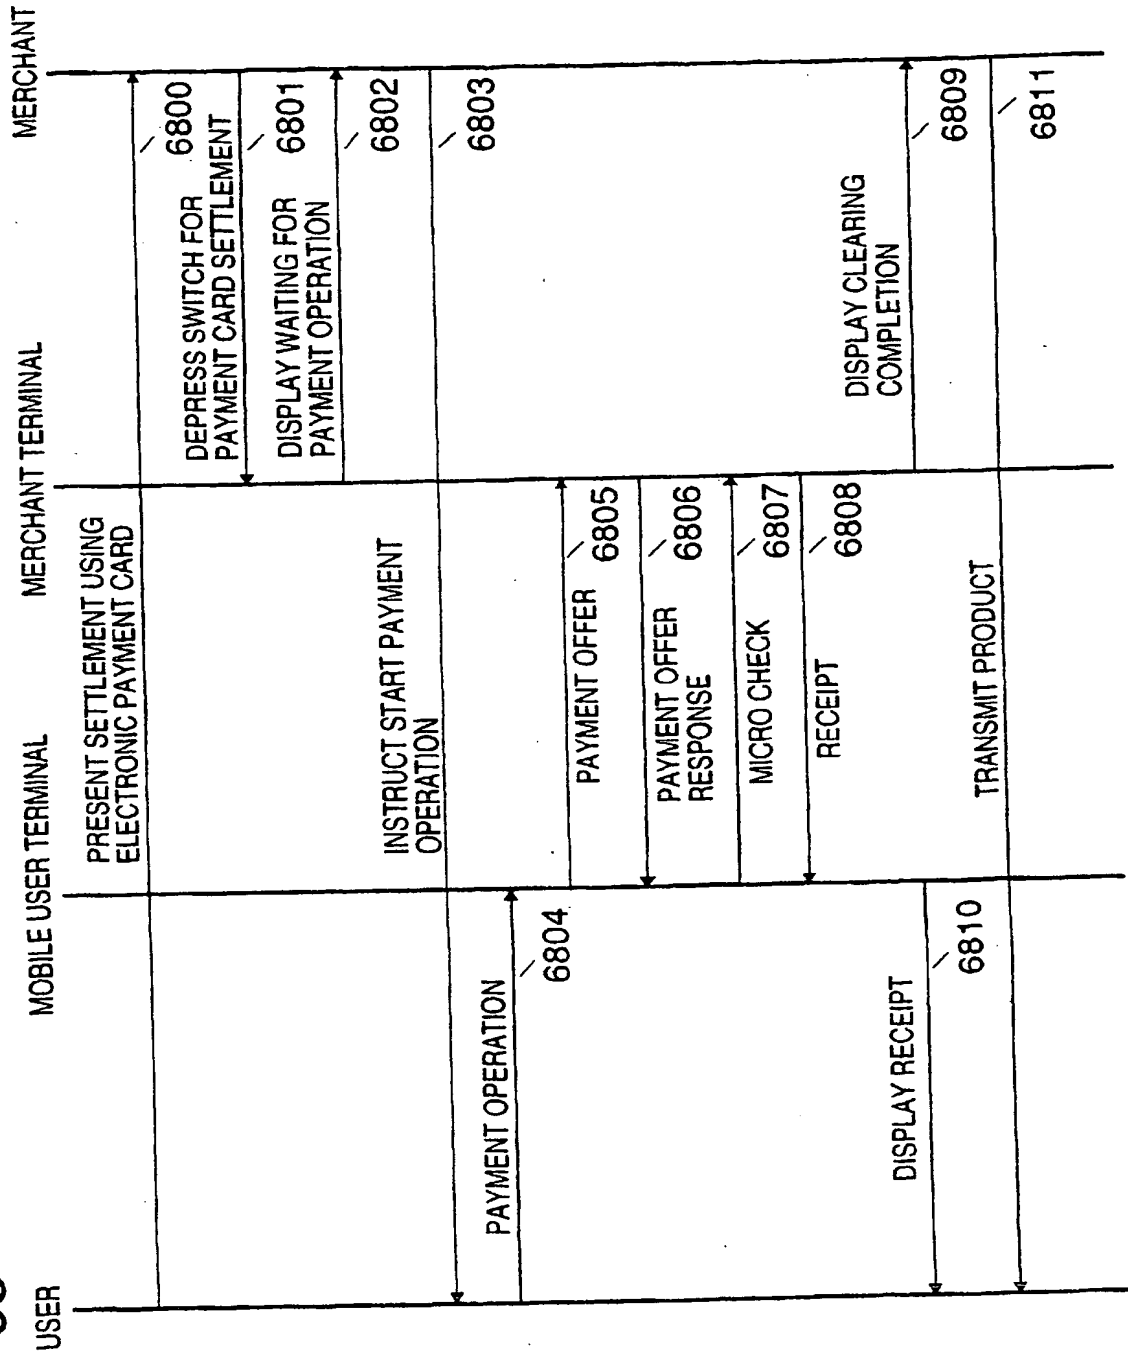 USER
MOBILE USER TERMINAL
MERCHANT TERMINAL
MERCHANT
PRESENT SETTLEMENT USING
ELECTRONIC PAYMENT CARD
6800
DEPRESS SWITCH FOR
PAYMENT CARD SETTLEMENT
6801
DISPLAY WAITING FOR
PAYMENT OPERATION
6802
INSTRUCT START PAYMENT
OPERATION
6803
PAYMENT OPERATION
6804
PAYMENT OFFER
6805
PAYMENT OFFER
RESPONSE
6806
MICRO CHECK
6807
RECEIPT
6808
DISPLAY CLEARING
COMPLETION
6809
DISPLAY RECEIPT
6810
TRANSMIT PRODUCT
6811